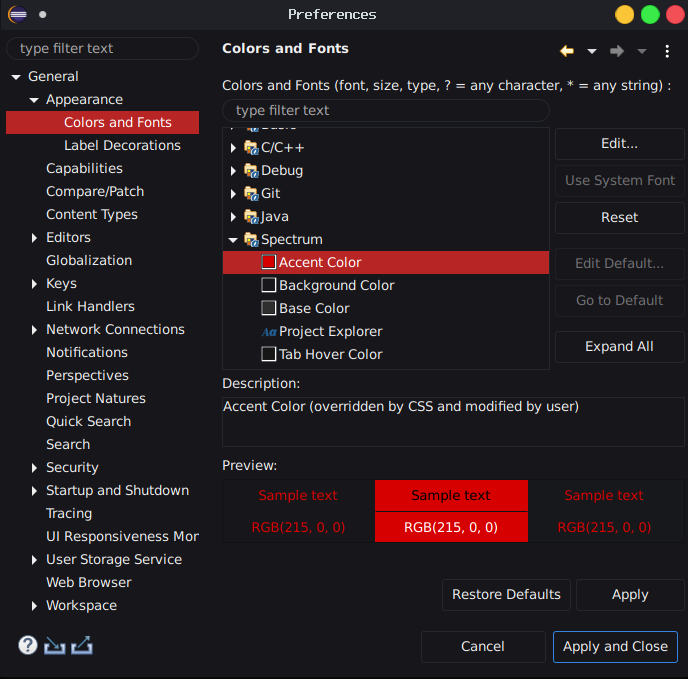 Preferences
type filter text
General
Appearance
Colors and Fonts
Label Decorations
Capabilities
Compare/Patch
Content Types
Editors
Globalization
Keys
Link Handlers
Network Connections
Notifications
Perspectives
Project Natures
Quick Search
Search
Security
Startup and Shutdown
Tracing
UI Responsiveness Mor
User Storage Service
Web Browser
Workspace
Colors and Fonts
Colors and Fonts (font, size, type, ? = any character, * = any string) :
type filter text
C/C++
Debug
Git
Java
Spectrum
Accent Color
Background Color
Base Color
Aa Project Explorer
Tab Hover Color
Edit...
Use System Font
Reset
Edit Default...
Go to Default
Expand All
Description:
Accent Color (overridden by CSS and modified by user)
Preview:
Sample text Sample text Sample text
RGB(215, 0, 0) RGB(215, 0, 0) RGB(215, 0, 0)
Restore Defaults
Apply
?
Cancel
Apply and Close